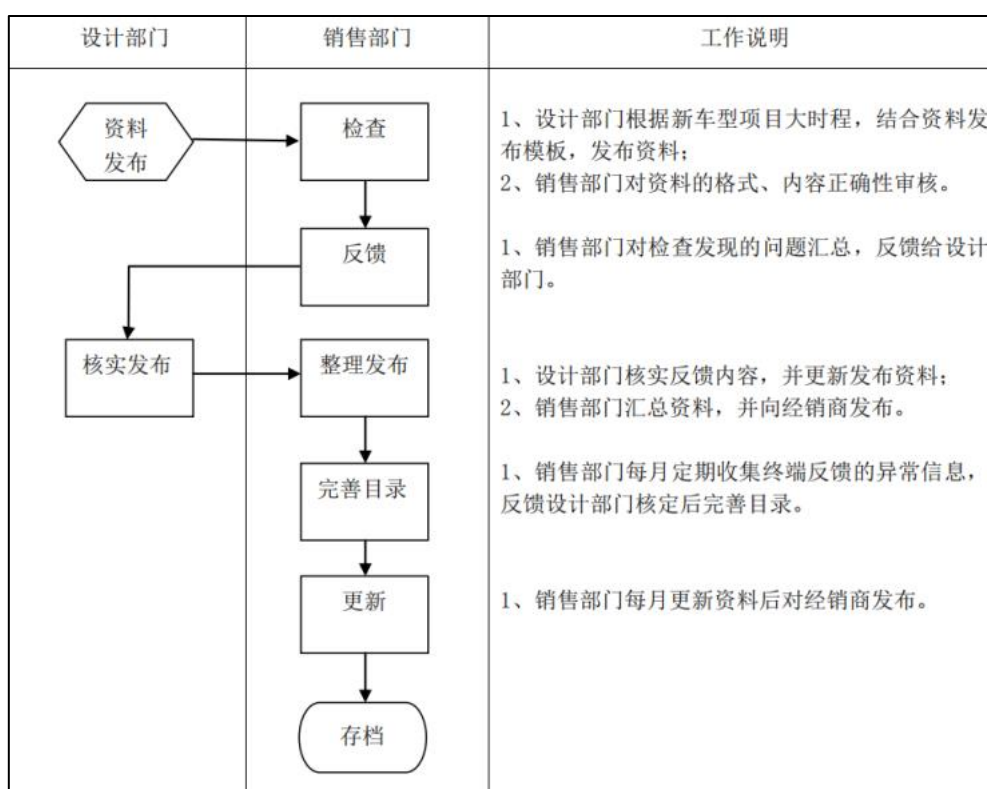 设计部门
销售部门
工作说明
资料
发布
检查
1、设计部门根据新车型项目大时程，结合资料发
布模板，发布资料；
2、销售部门对资料的格式、内容正确性审核。
反馈
1、销售部门对检查发现的问题汇总，反馈给设计
部门。
核实发布
整理发布
1、设计部门核实反馈内容，并更新发布资料；
2、销售部门汇总资料，并向经销商发布。
完善目录
1、销售部门每月定期收集终端反馈的异常信息，
反馈设计部门核定后完善目录。
更新
1、销售部门每月更新资料后对经销商发布。
存档